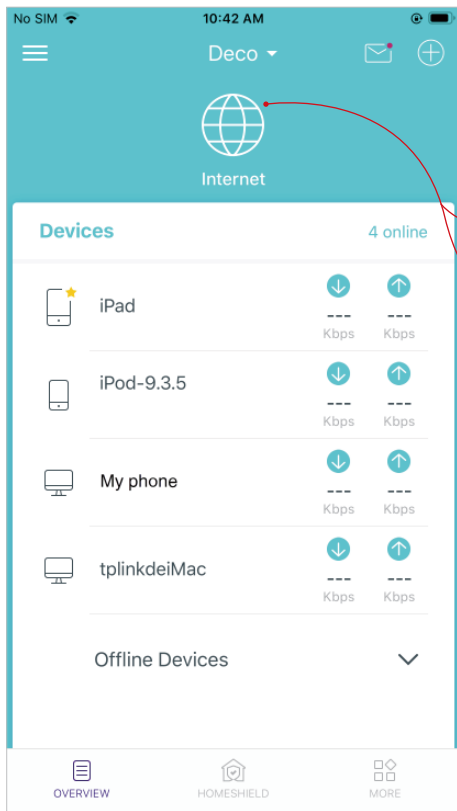 No SIM 10:42 AM
Deco
Internet
Devices 4 online
iPad
--- ---
Kbps Kbps
iPod-9.3.5
--- ---
Kbps Kbps
My phone
--- ---
Kbps Kbps
tplinkdeiMac
--- ---
Kbps Kbps
Offline Devices
OVERVIEW HOMESHIELD MORE